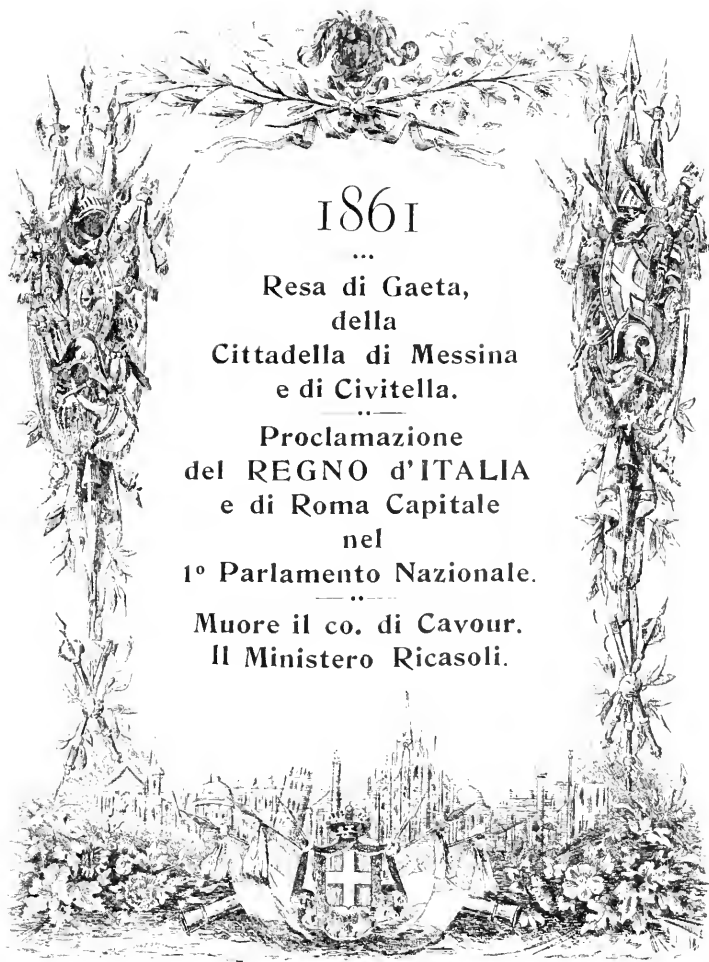 1861
Resa di Gaeta,
della
Cittadella di Messina
e di Civitella.
Proclamazione
del REGNO d'ITALIA
e di Roma Capitale
nel
1º Parlamento Nazionale.
Muore il co. di Cavour.
Il Ministero Ricasoli.